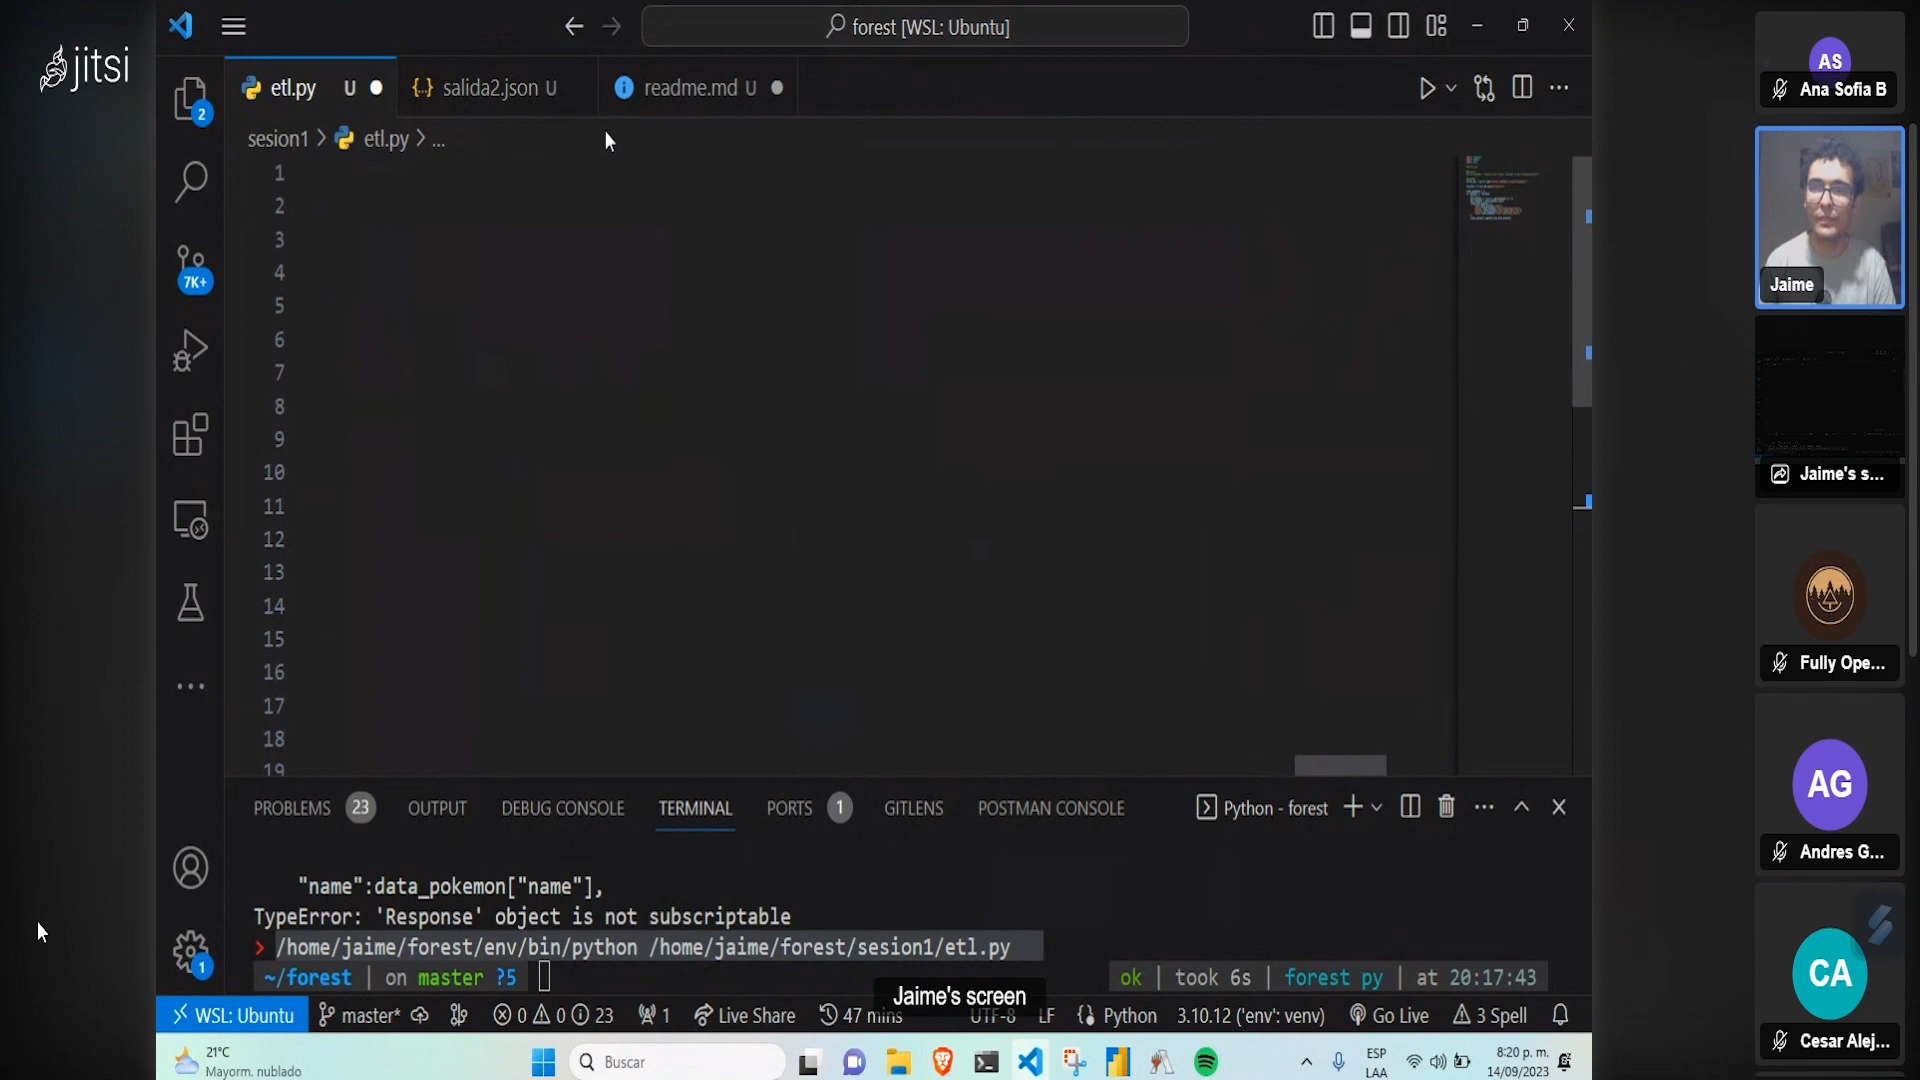 jitsi
forest [WSL: Ubuntu]
etl.py U
salida2.json U
readme.md U
2
sesion1 > etl.py > ...
7K+
1
2
3
4
5
6
7
8
9
10
11
12
13
14
15
16
17
18
19
PROBLEMS 23 OUTPUT DEBUG CONSOLE TERMINAL PORTS 1 GITLENS POSTMAN CONSOLE
Python - forest
"name":data_pokemon["name"],
TypeError: 'Response' object is not subscriptable
> /home/jaime/forest/env/bin/python /home/jaime/forest/sesion1/etl.py
~/forest | on master ?5
ok | took 6s | forest py | at 20:17:43
1
Jaime's screen
WSL: Ubuntu master* 0 0 23 1 Live Share 47 mins UTF-8 LF Python 3.10.12 ('env': venv) Go Live 3 Spell
21°C
Mayorm. nublado
Buscar
ESP
LAA
8:20 p. m.
14/09/2023
AS
Ana Sofia B
Jaime
Jaime's s...
Fully Ope...
AG
Andres G...
CA
Cesar Alej...